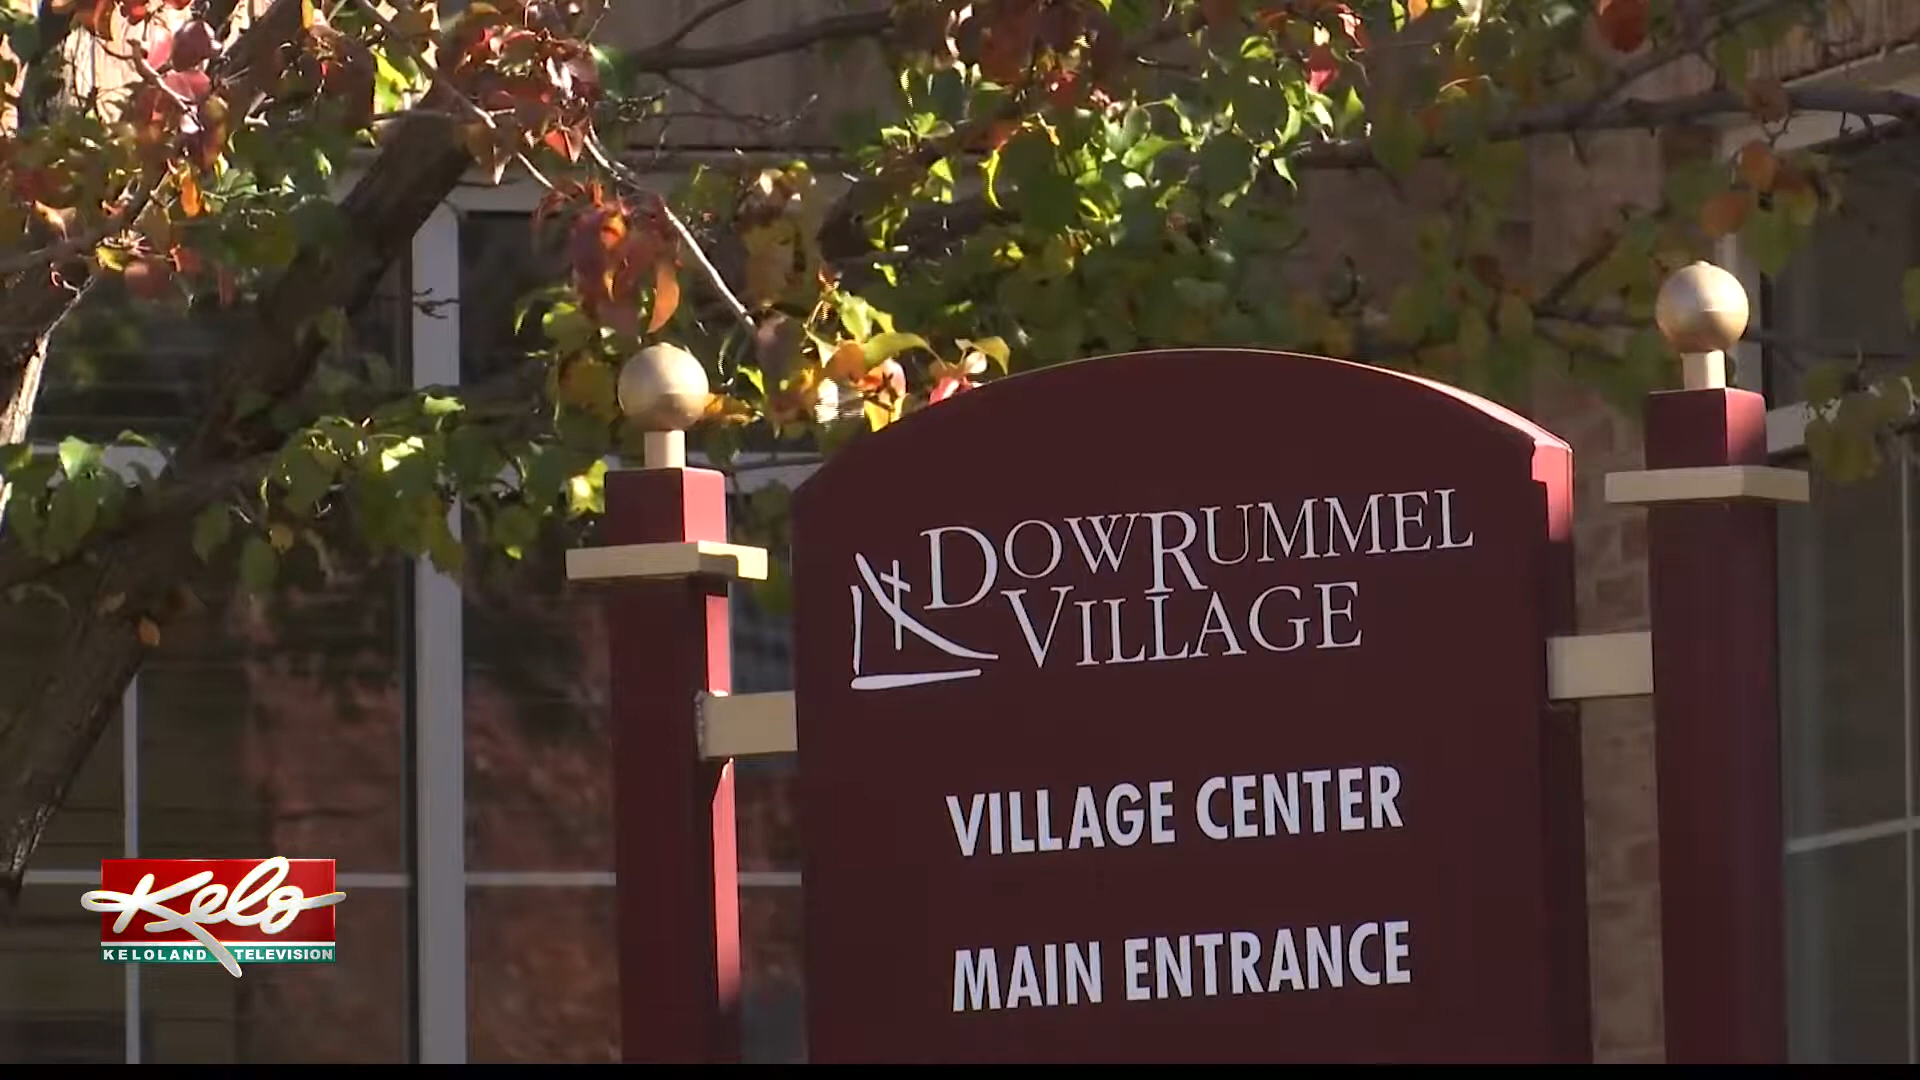 DOWRUMMEL
VILLAGE
VILLAGE CENTER
MAIN ENTRANCE
Kelo
KELOLAND TELEVISION